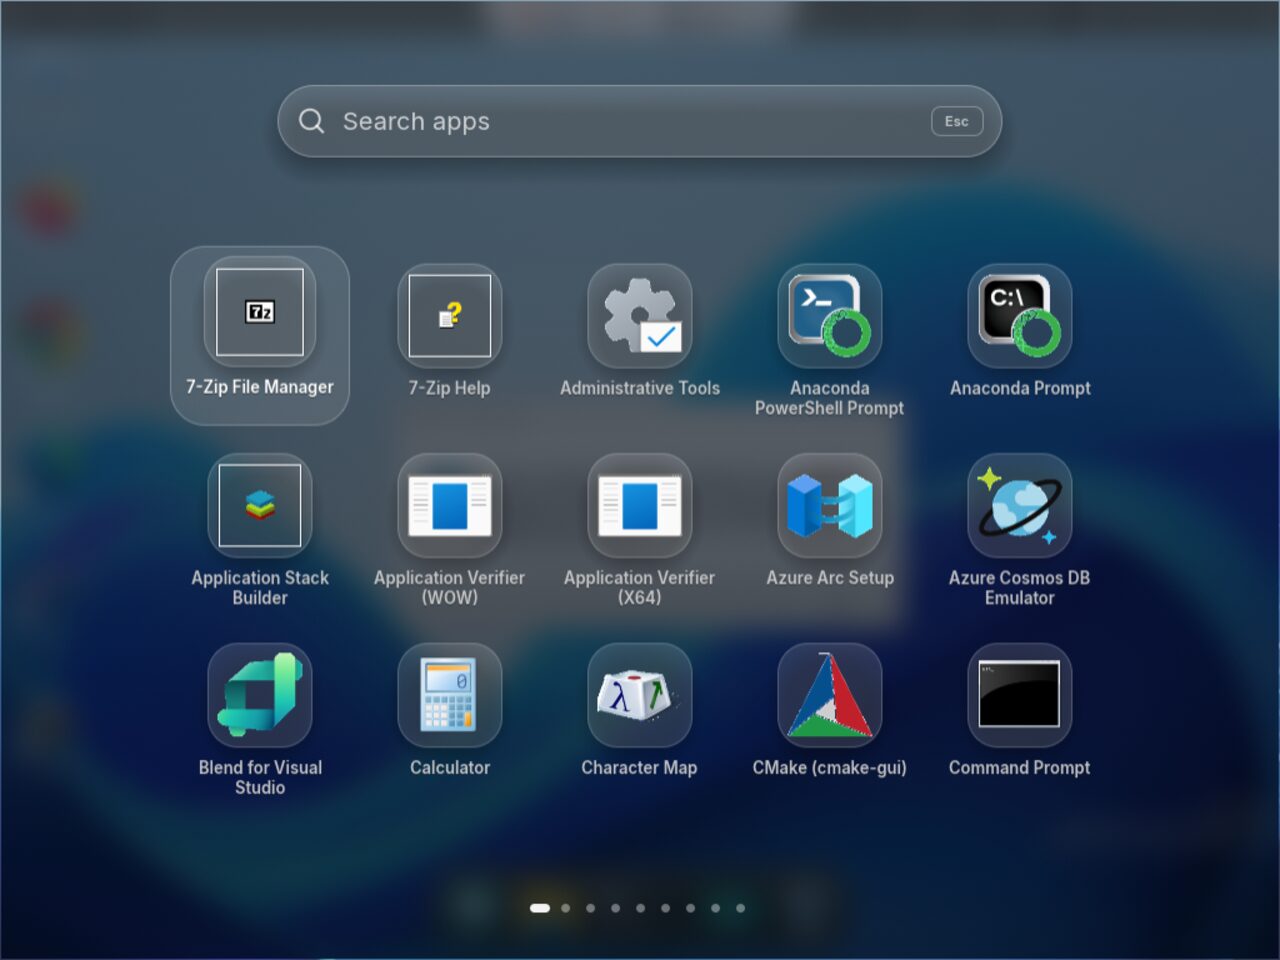 Search apps
Esc
7-Zip File Manager
7-Zip Help
Administrative Tools
Anaconda
PowerShell Prompt
Anaconda Prompt
Application Stack
Builder
Application Verifier
(WOW)
Application Verifier
(X64)
Azure Arc Setup
Azure Cosmos DB
Emulator
Blend for Visual
Studio
Calculator
Character Map
CMake (cmake-gui)
Command Prompt